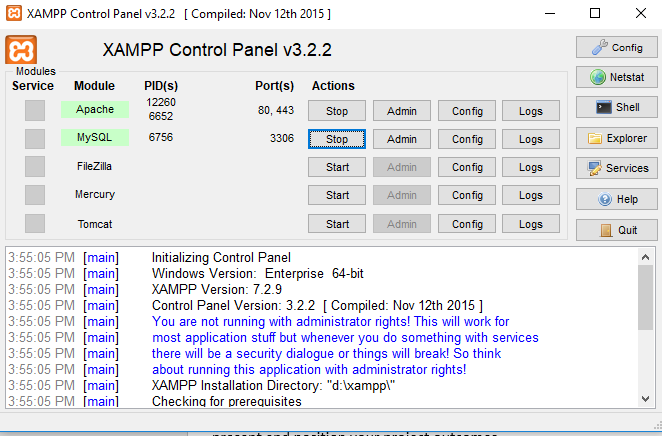 XAMPP Control Panel v3.2.2 [ Compiled: Nov 12th 2015 ]
XAMPP Control Panel v3.2.2
Config
Modules
Service Module PID(s) Port(s) Actions
Netstat
Apache 12260 6652 80, 443 Stop Admin Config Logs
Shell
MySQL 6756 3306 Stop Admin Config Logs
Explorer
FileZilla Start Admin Config Logs
Services
Mercury Start Admin Config Logs
Help
Tomcat Start Admin Config Logs
Quit
3:55:05 PM [main] Initializing Control Panel
3:55:05 PM [main] Windows Version: Enterprise 64-bit
3:55:05 PM [main] XAMPP Version: 7.2.9
3:55:05 PM [main] Control Panel Version: 3.2.2 [ Compiled: Nov 12th 2015 ]
3:55:05 PM [main] You are not running with administrator rights! This will work for
3:55:05 PM [main] most application stuff but whenever you do something with services
3:55:05 PM [main] there will be a security dialogue or things will break! So think
3:55:05 PM [main] about running this application with administrator rights!
3:55:05 PM [main] XAMPP Installation Directory: "d:\xampp\"
3:55:05 PM [main] Checking for prerequisites